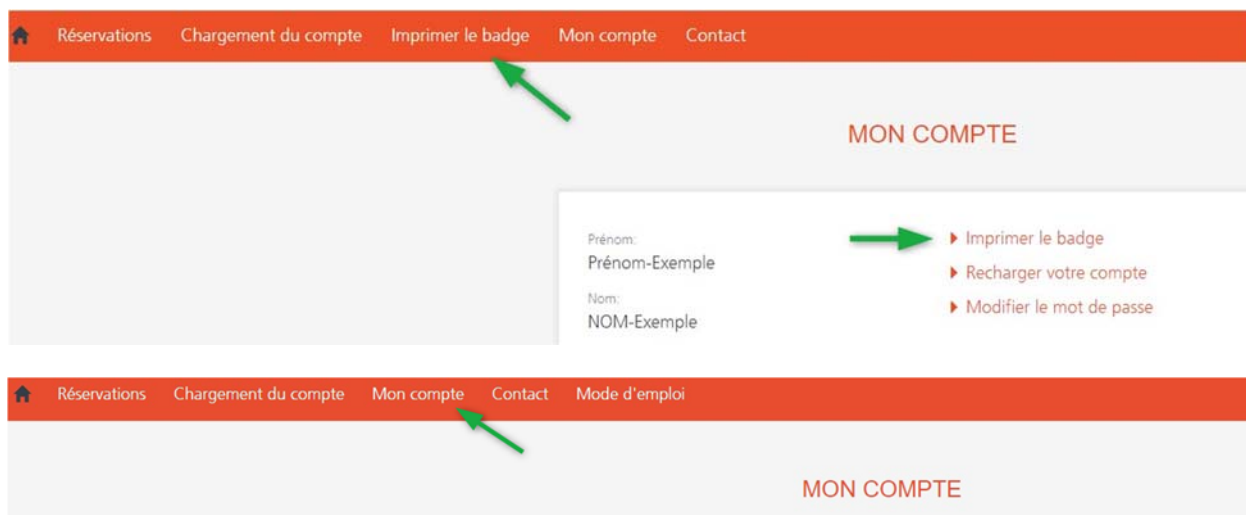 Réservations Chargement du compte Imprimer le badge Mon compte Contact
MON COMPTE
Prénom:
Prénom-Exemple
Nom:
NOM-Exemple
Imprimer le badge
Recharger votre compte
Modifier le mot de passe
Réservations Chargement du compte Mon compte Contact Mode d'emploi
MON COMPTE